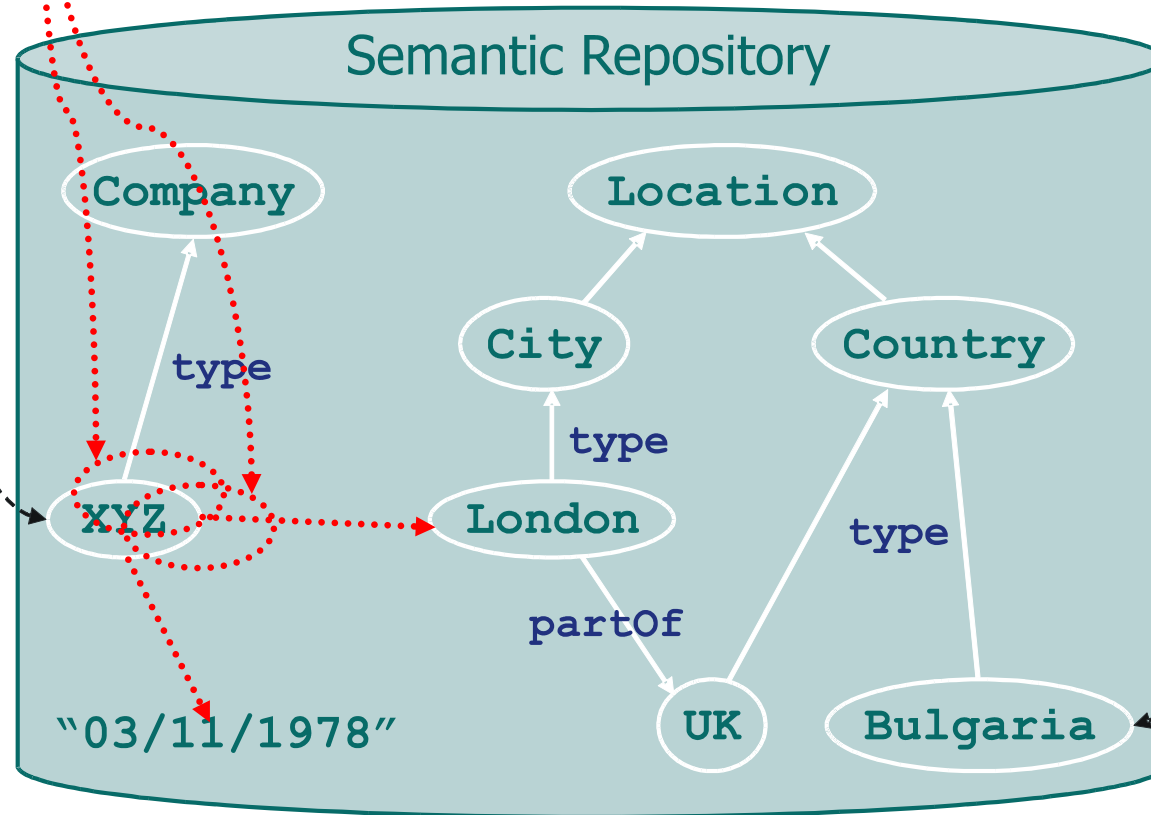 Semantic Repository
Company
Location
City
Country
type
type
XYZ
London
type
partOf
“03/11/1978”
UK
Bulgaria